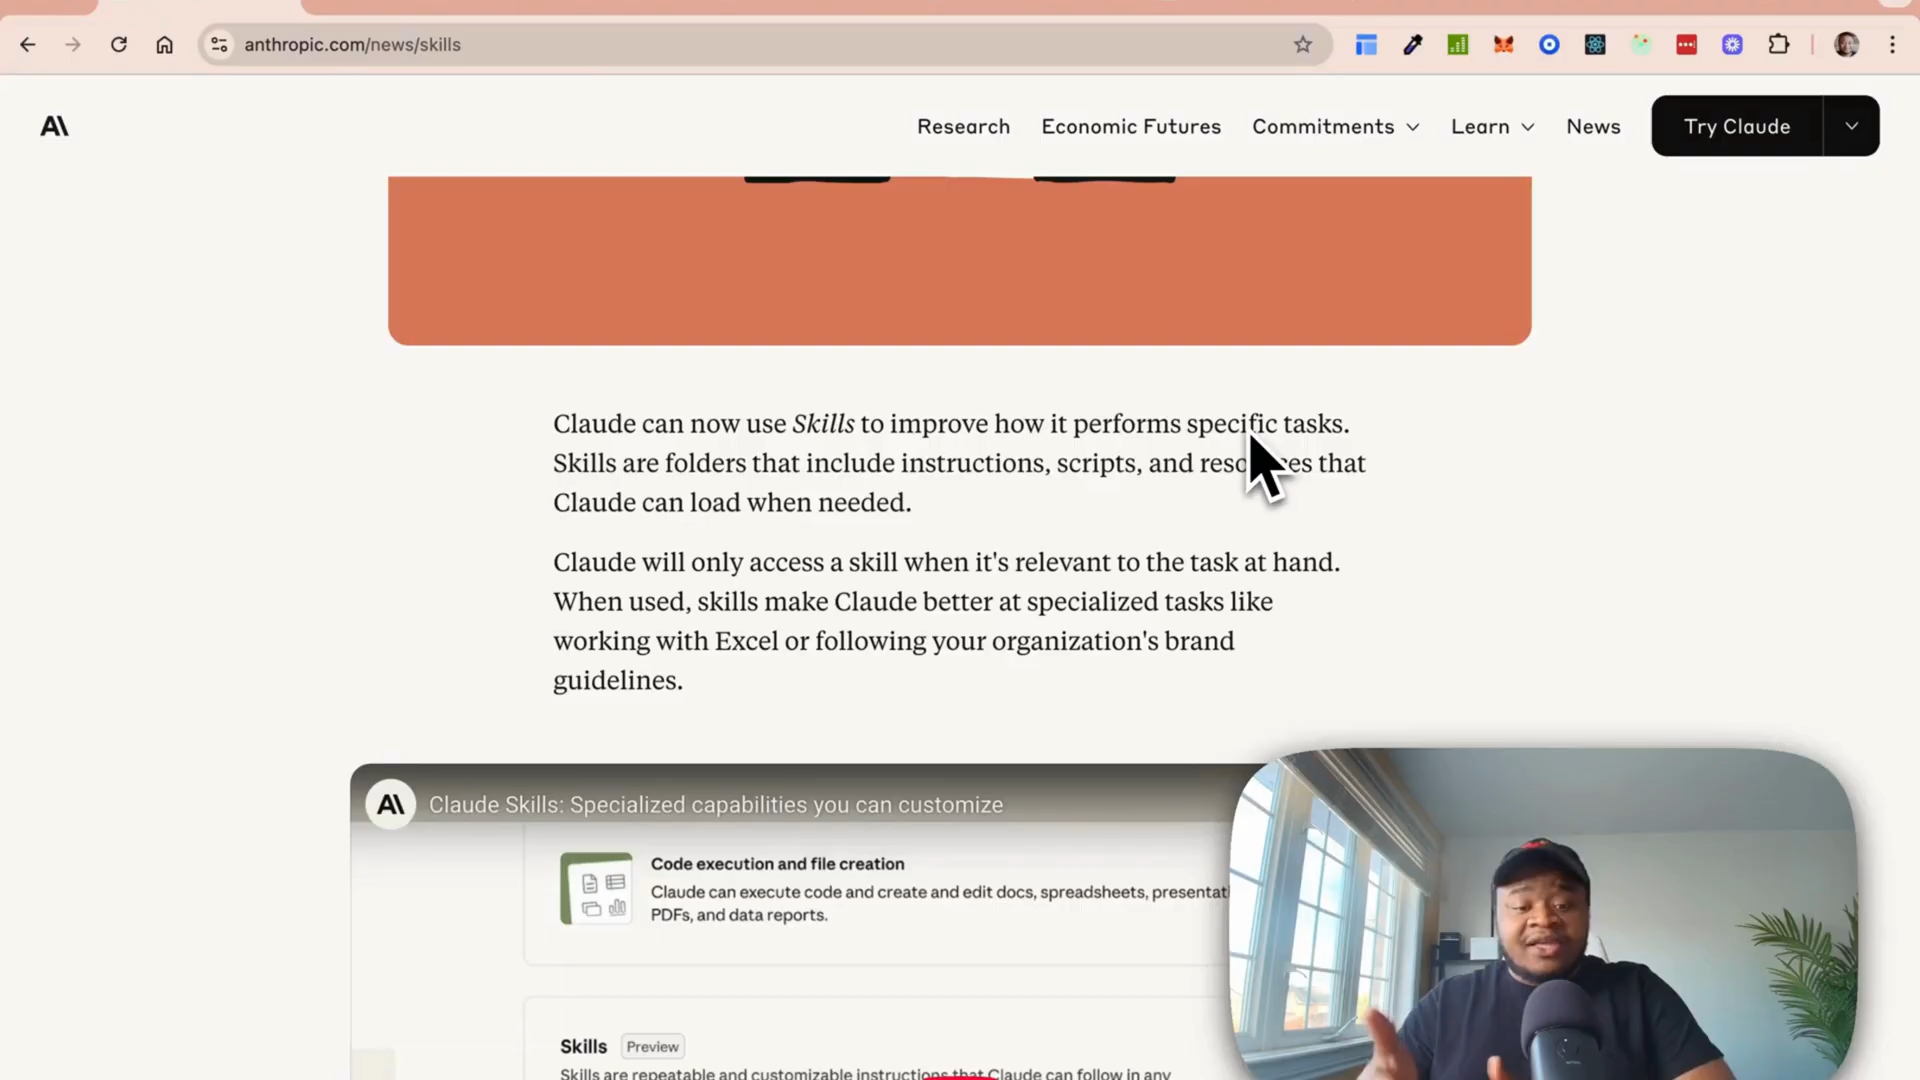 anthropic.com/news/skills
Research Economic Futures Commitments Learn News Try Claude
Claude can now use Skills to improve how it performs specific tasks.
Skills are folders that include instructions, scripts, and resources that
Claude can load when needed.
Claude will only access a skill when it's relevant to the task at hand.
When used, skills make Claude better at specialized tasks like
working with Excel or following your organization's brand
guidelines.
Claude Skills: Specialized capabilities you can customize
Code execution and file creation
Claude can execute code and create and edit docs, spreadsheets, presentati
PDFs, and data reports.
Skills Preview
Skills are repeatable and customizable instructions that Claude can follow in any